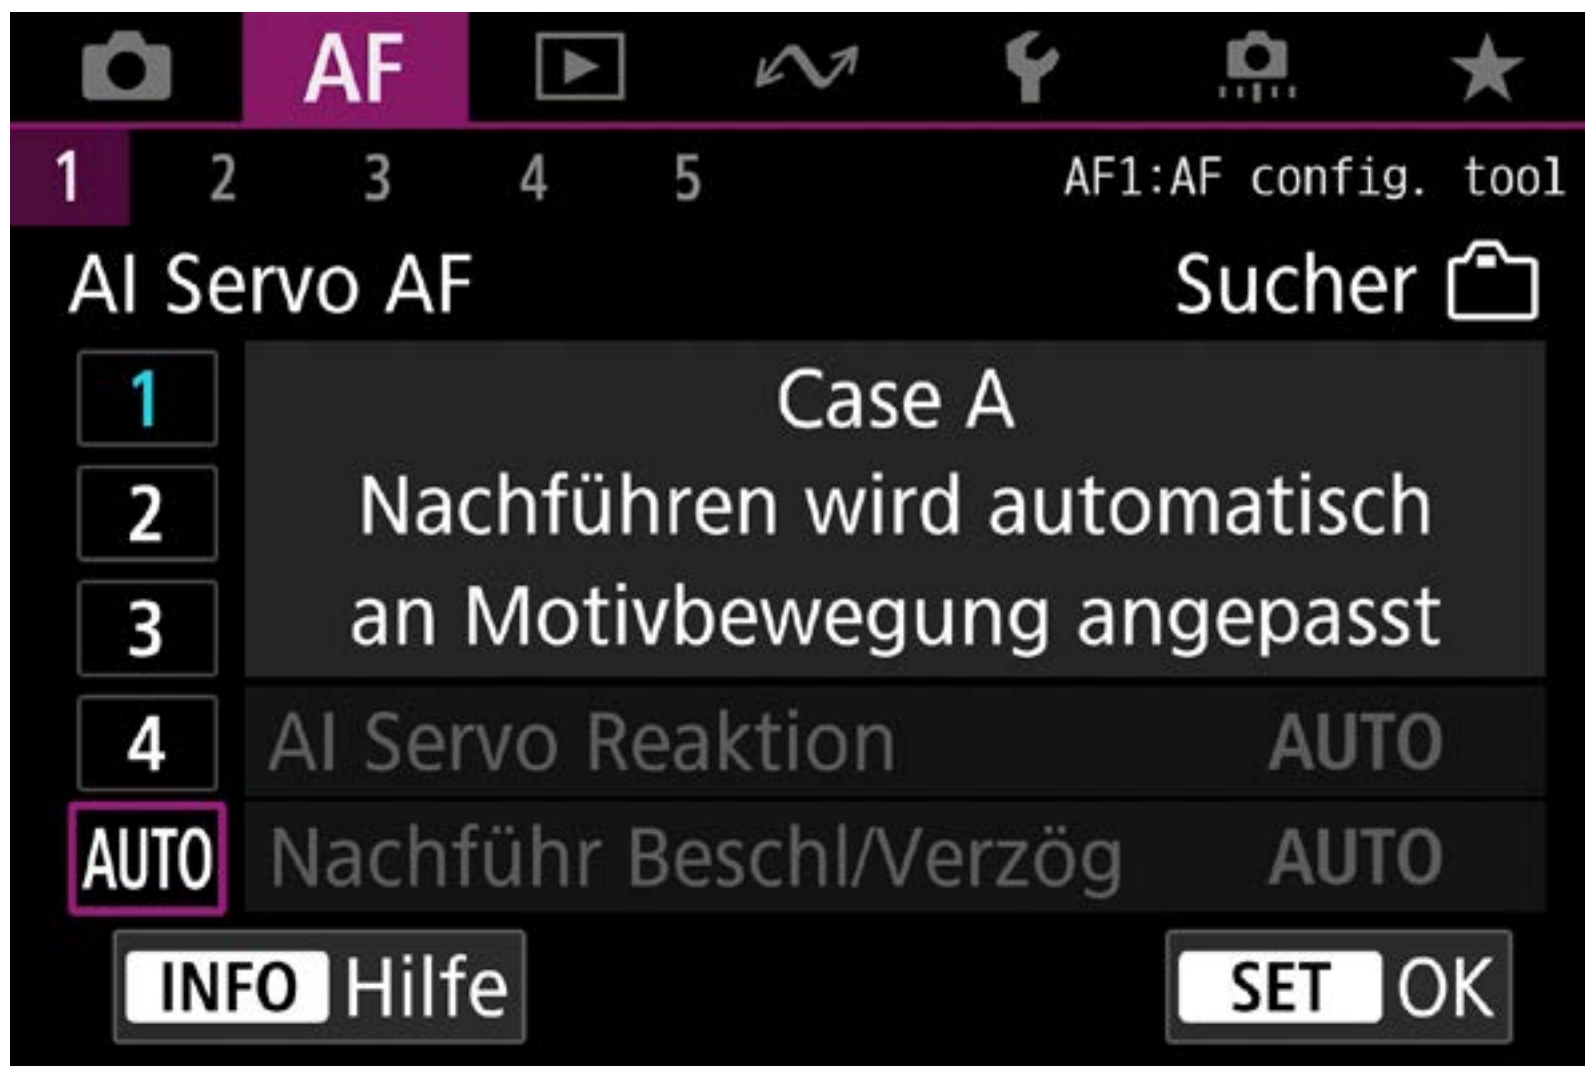 AF
1 2 3 4 5 AF1:AF config. tool
AI Servo AF Sucher
1 Case A
2 Nachführen wird automatisch
3 an Motivbewegung angepasst
4 AI Servo Reaktion AUTO
AUTO Nachführ Beschl/Verzög AUTO
INFO Hilfe SET OK